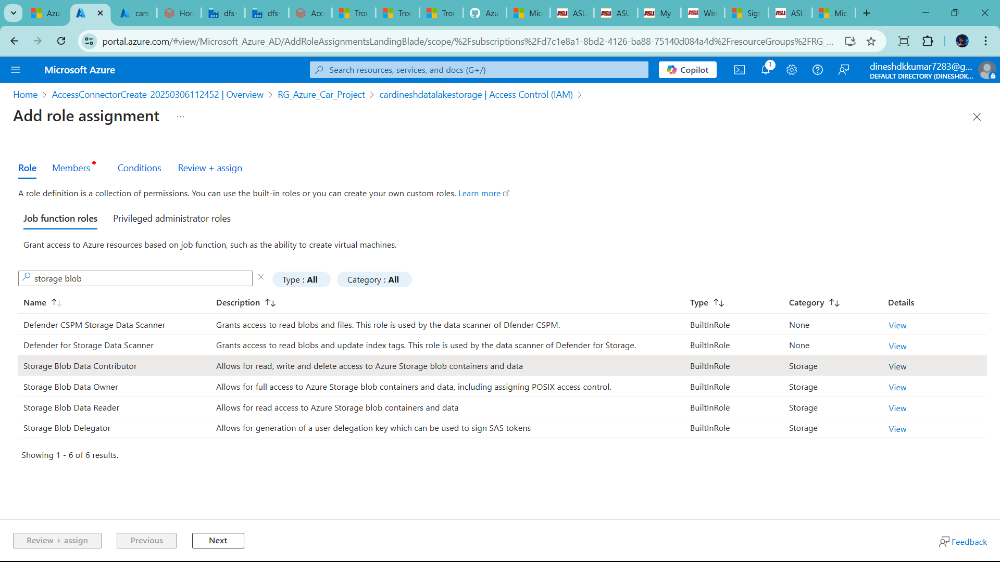 Azu
cars
Hom
dfs-
dfs-
Acc
Trou
Trou
Trou
Azu
Mic
ASU
ASU
My
Win
Sign
ASU
Mic
portal.azure.com/#view/Microsoft_Azure_AD/AddRoleAssignmentsLandingBlade/scope/%2Fsubscriptions%2Fd7c1e8a1-8bd2-4126-ba88-75140d084a4d%2FresourceGroups%2FRG_...
Microsoft Azure
Search resources, services, and docs (G+/)
Copilot
1
dineshdkkumar7283@g...
DEFAULT DIRECTORY (DINESHDK...
Home > AccessConnectorCreate-20250306112452 | Overview > RG_Azure_Car_Project > cardineshdatalakestorage | Access Control (IAM) >
Add role assignment ...
Role Members Conditions Review + assign
A role definition is a collection of permissions. You can use the built-in roles or you can create your own custom roles. Learn more
Job function roles Privileged administrator roles
Grant access to Azure resources based on job function, such as the ability to create virtual machines.
storage blob Type : All Category : All
Name Description Type Category Details
Defender CSPM Storage Data Scanner Grants access to read blobs and files. This role is used by the data scanner of Dfender CSPM. BuiltInRole None View
Defender for Storage Data Scanner Grants access to read blobs and update index tags. This role is used by the data scanner of Defender for Storage. BuiltInRole None View
Storage Blob Data Contributor Allows for read, write and delete access to Azure Storage blob containers and data BuiltInRole Storage View
Storage Blob Data Owner Allows for full access to Azure Storage blob containers and data, including assigning POSIX access control. BuiltInRole Storage View
Storage Blob Data Reader Allows for read access to Azure Storage blob containers and data BuiltInRole Storage View
Storage Blob Delegator Allows for generation of a user delegation key which can be used to sign SAS tokens BuiltInRole Storage View
Showing 1 - 6 of 6 results.
Review + assign Previous Next Feedback